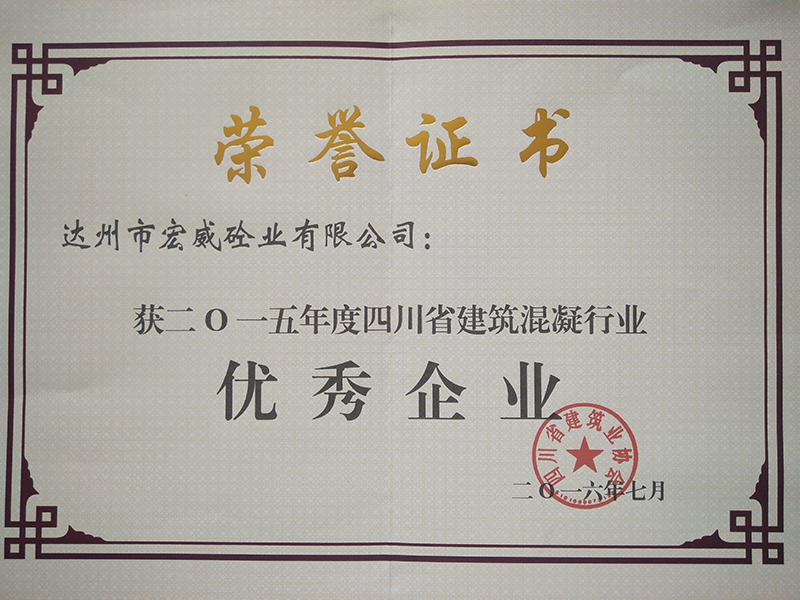 荣誉证书
达州市宏威砼业有限公司：
获二O一五年度四川省建筑混凝行业
优秀企业
四川省建筑业协会
二O一六年七月